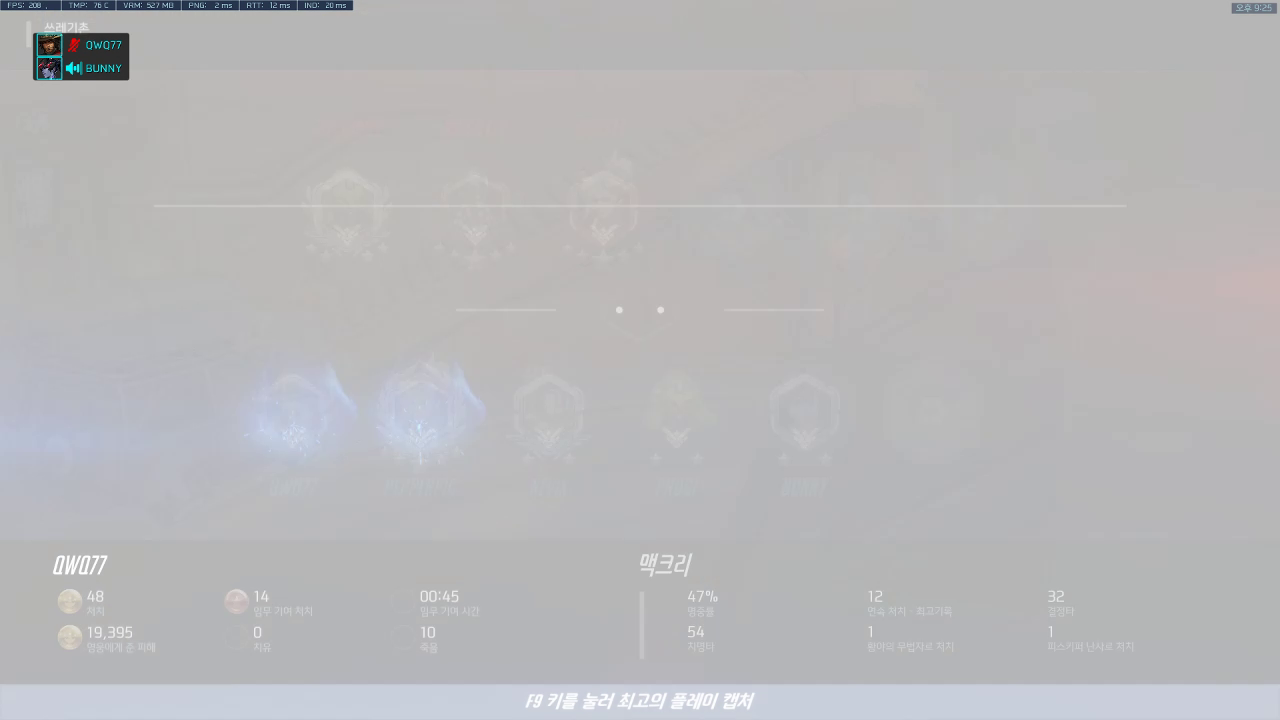 FPS: 208 , TMP: 76 C VRM: 527 MB PNG: 2 ms RTT: 12 ms IND: 20 ms
오후 9:25
쓰레기촌
QWQ77
BUNNY
QWQ77
맥크리
48 14 00:45
처치 임무 기여 처치 임무 기여 시간
19,395 0 10
영웅에게 준 피해 치유 죽음
47% 12 32
명중률 연속 처치 - 최고기록 결정타
54 1 1
치명타 황야의 무법자로 처치 피스키퍼 난사로 처치
F9 키를 눌러 최고의 플레이 캡처